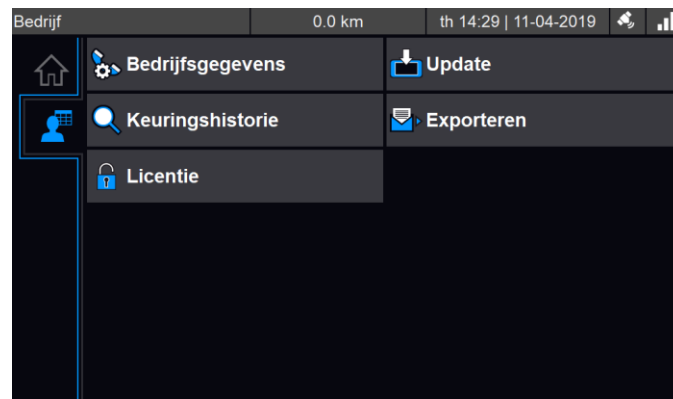 Bedrijf 0.0 km th 14:29 | 11-04-2019
Bedrijfsgegevens Update
Keuringshistorie Exporteren
Licentie